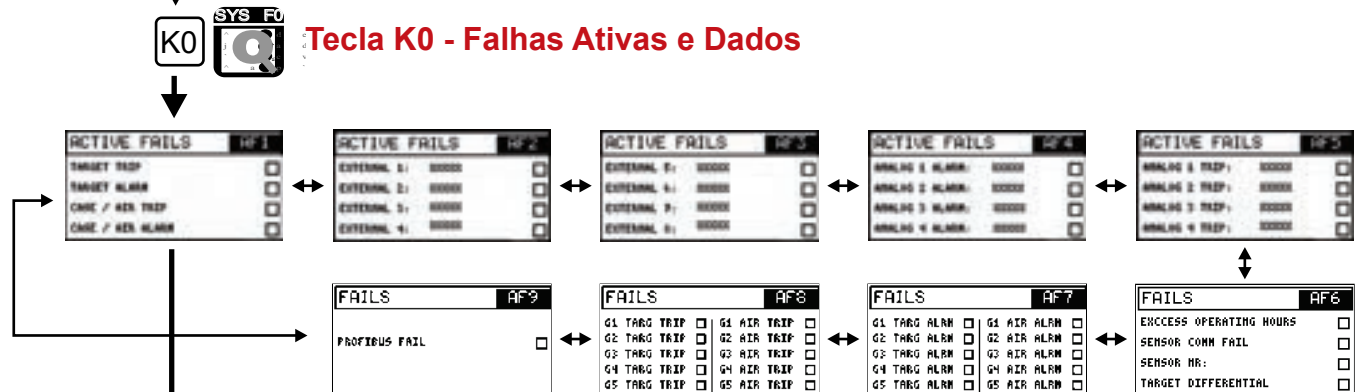 SYS F0
K0
Tecla K0 - Falhas Ativas e Dados
ACTIVE FAILS AF1
TARGET TRIP
TARGET ALARM
CASE / AIR TRIP
CASE / AIR ALARM
ACTIVE FAILS AF2
EXTERNAL 1:
EXTERNAL 2:
EXTERNAL 3:
EXTERNAL 4:
ACTIVE FAILS AF3
EXTERNAL 5:
EXTERNAL 6:
EXTERNAL 7:
EXTERNAL 8:
ACTIVE FAILS AF4
ANALOG 1 ALARM:
ANALOG 2 ALARM:
ANALOG 3 ALARM:
ANALOG 4 ALARM:
ACTIVE FAILS AF5
ANALOG 1 TRIP:
ANALOG 2 TRIP:
ANALOG 3 TRIP:
ANALOG 4 TRIP:
FAILS AF9
PROFIBUS FAIL
FAILS AF8
G1 TARG TRIP G1 AIR TRIP
G2 TARG TRIP G2 AIR TRIP
G3 TARG TRIP G3 AIR TRIP
G4 TARG TRIP G4 AIR TRIP
G5 TARG TRIP G5 AIR TRIP
FAILS AF7
G1 TARG ALRM G1 AIR ALRM
G2 TARG ALRM G2 AIR ALRM
G3 TARG ALRM G3 AIR ALRM
G4 TARG ALRM G4 AIR ALRM
G5 TARG ALRM G5 AIR ALRM
FAILS AF6
EXCCESS OPERATING HOURS
SENSOR COMM FAIL
SENSOR NR:
TARGET DIFFERENTIAL